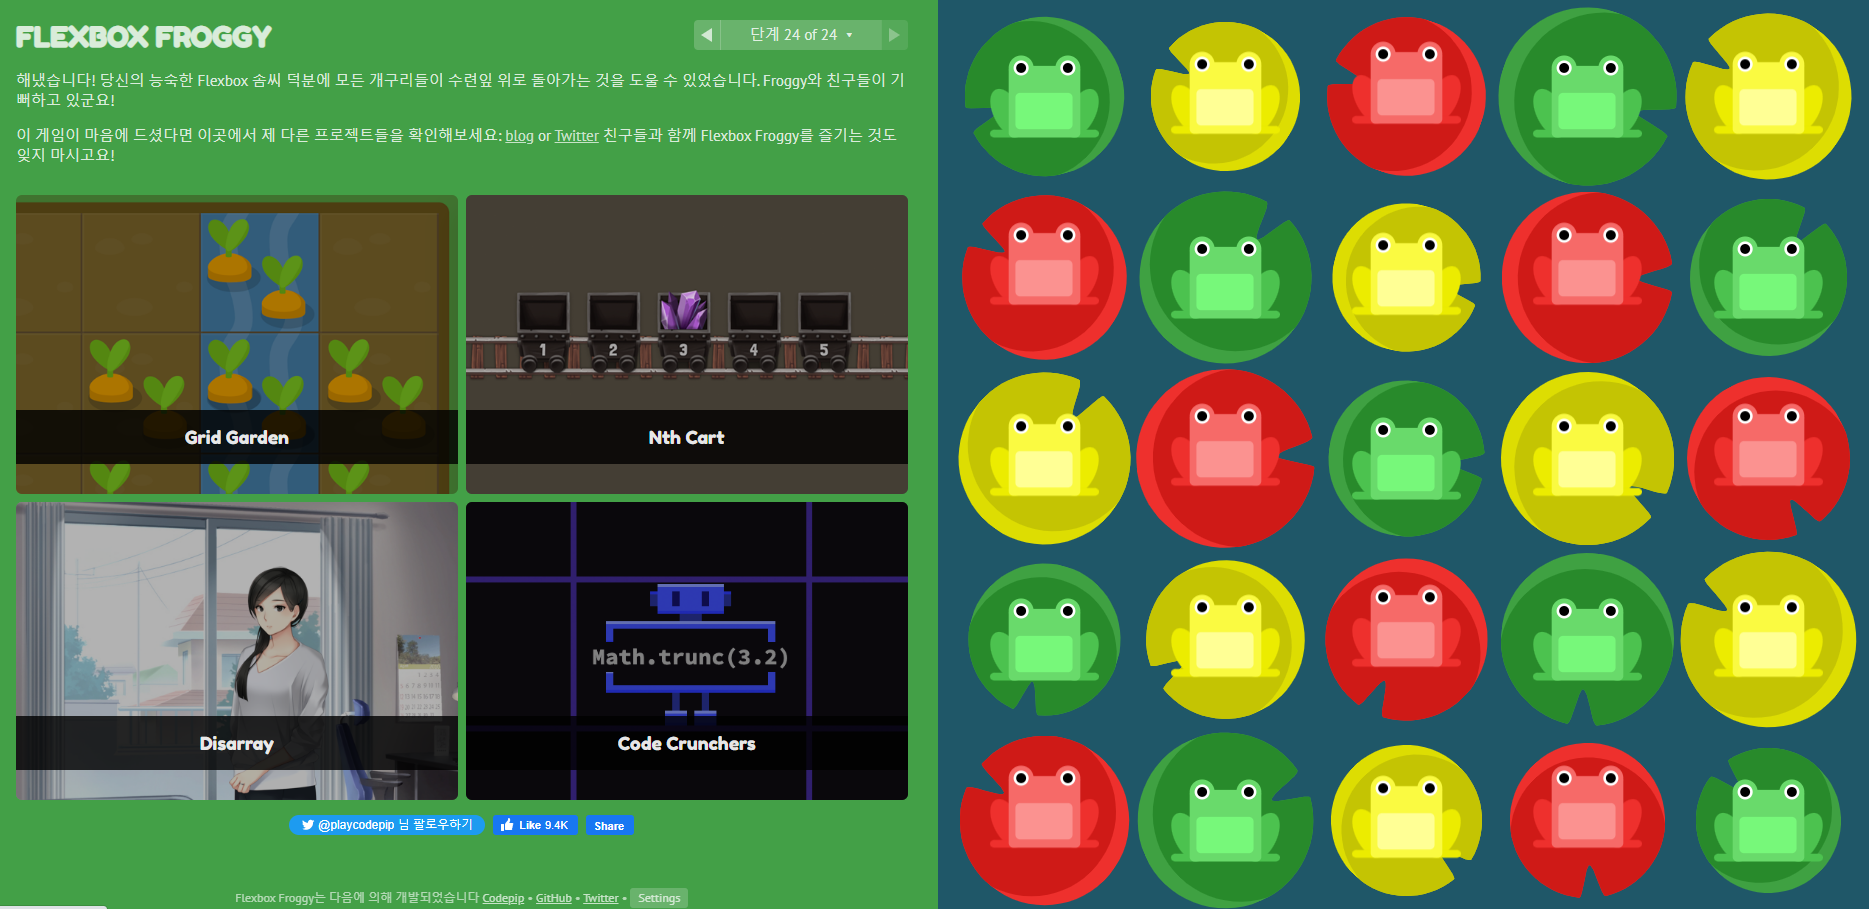 FLEXBOX FROGGY
◀ 단계 24 of 24 ▾ ▶
해냈습니다! 당신의 능숙한 Flexbox 솜씨 덕분에 모든 개구리들이 수련잎 위로 돌아가는 것을 도울 수 있었습니다. Froggy와 친구들이 기
뻐하고 있군요!
이 게임이 마음에 드셨다면 이곳에서 제 다른 프로젝트들을 확인해보세요: blog or Twitter 친구들과 함께 Flexbox Froggy를 즐기는 것도
잊지 마시고요!
1 2 3 4 5
Grid Garden
Nth Cart
Math.trunc(3.2)
Disarray
Code Crunchers
@playcodepip 님 팔로우하기
Like 9.4K
Share
Flexbox Froggy는 다음에 의해 개발되었습니다 Codepip • GitHub • Twitter • Settings